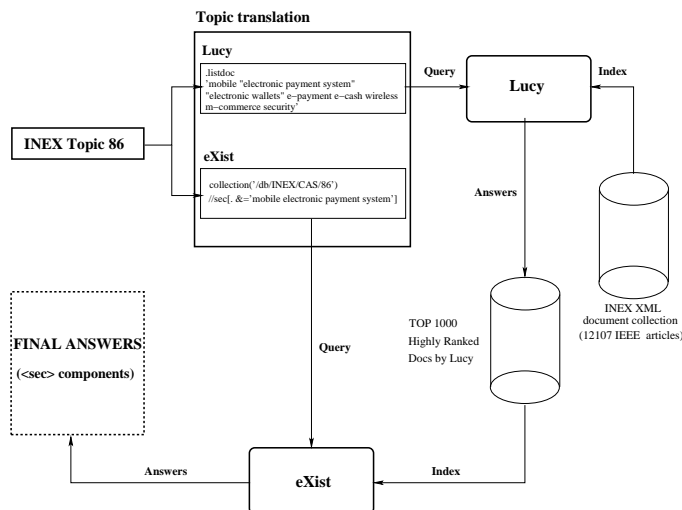 Topic translation
Lucy
.listdoc
'mobile "electronic payment system"
"electronic wallets" e−payment e−cash wireless
m−commerce security'
Query
Lucy
Index
INEX Topic 86
eXist
collection('/db/INEX/CAS/86')
//sec[. &='mobile electronic payment system']
Answers
INEX XML
document collection
(12107 IEEE articles)
TOP 1000
Highly Ranked
Docs by Lucy
Query
FINAL ANSWERS
(<sec> components)
Answers
eXist
Index